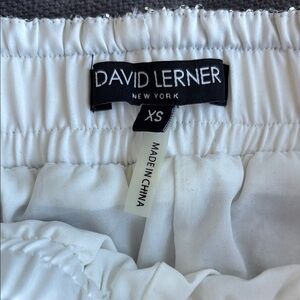 DAVID LERNER
NEW YORK
XS
MADE IN CHINA